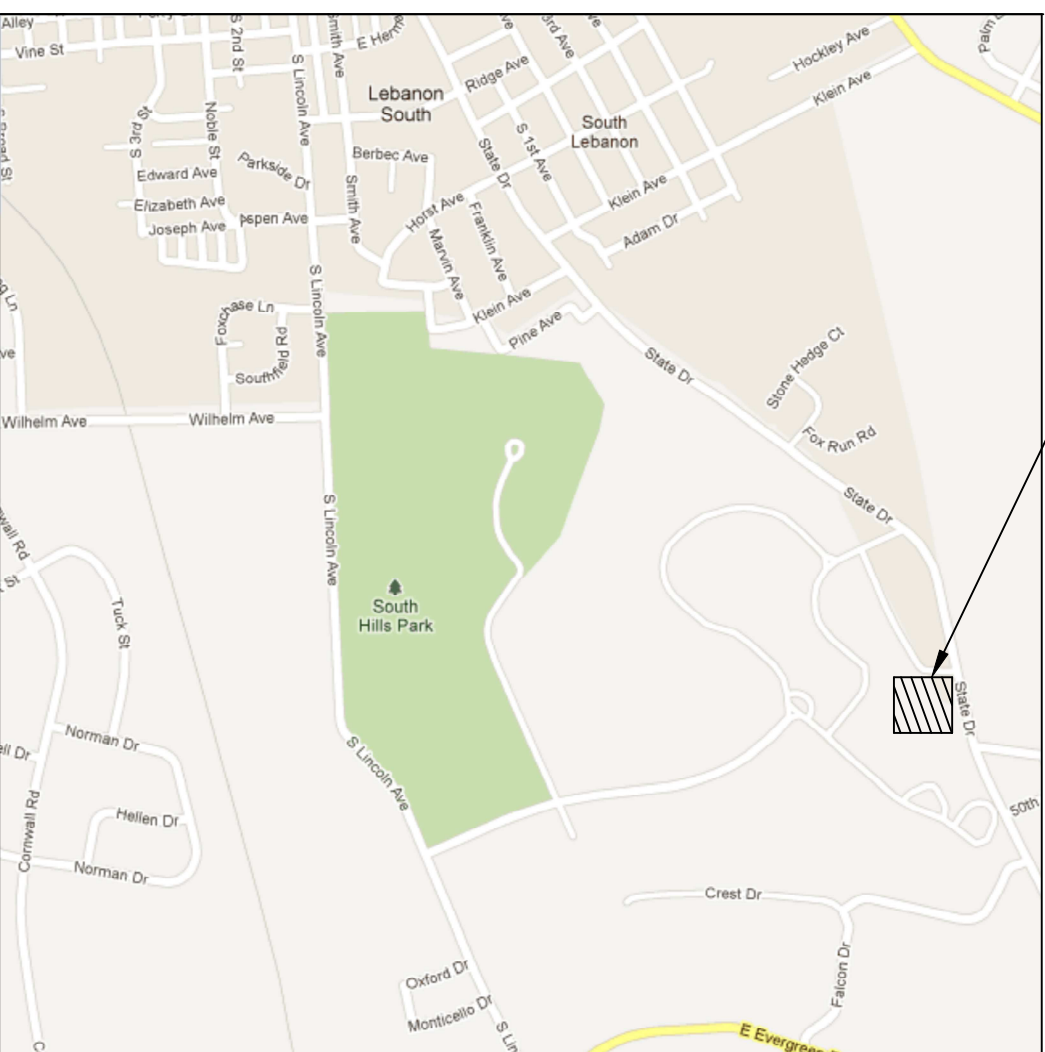 Alley
Vine St
S 2nd St
Smith Ave
S Lincoln Ave
Ridge Ave
3rd Ave
Hockley Ave
Klein Ave
Lebanon
South
South
Lebanon
S 3rd St
Noble St
Parkside Dr
Berbec Ave
State Dr
S 1st Ave
Edward Ave
Elizabeth Ave
Joseph Ave
Aspen Ave
Smith Ave
Horst Ave
Franklin Ave
Marvin Ave
Klein Ave
Adam Dr
S Lincoln Ave
Foxchase Ln
Southfield Rd
Klein Ave
Pine Ave
State Dr
Stone Hedge Ct
Fox Run Rd
Wilhelm Ave
Wilhelm Ave
S Lincoln Ave
State Dr
South
Hills Park
Tuck St
State Dr
Norman Dr
S Lincoln Ave
Cornwall Rd
Hellen Dr
Norman Dr
50th
Crest Dr
Falcon Dr
Oxford Dr
Monticello Dr
S Lin
E Evergreen